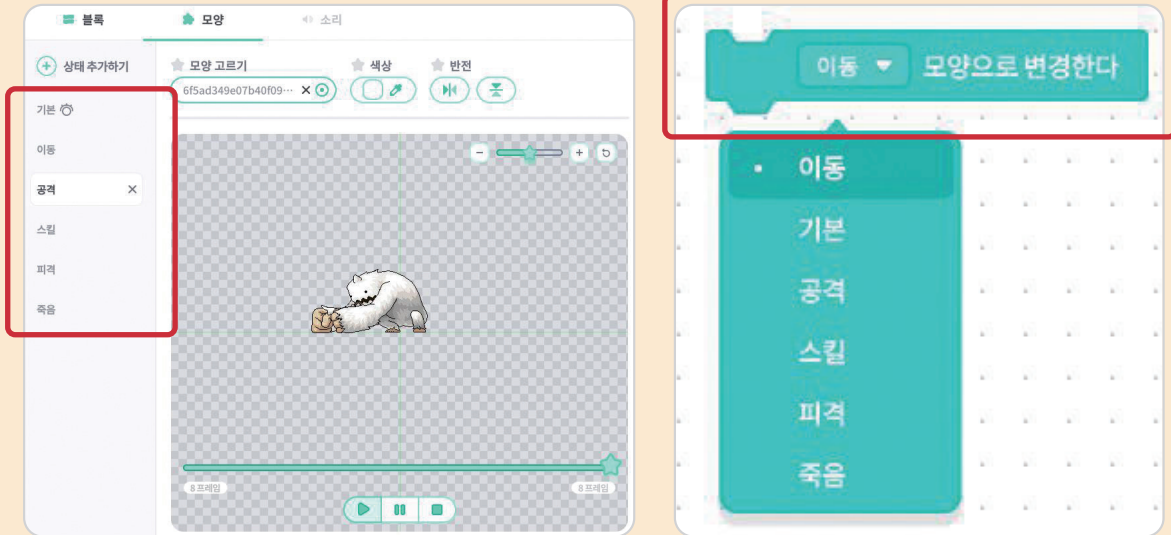 블록
모양
소리
상태 추가하기
모양 고르기
색상
반전
6f5ad349e07b40f09…
기본
이동
공격
스킬
피격
죽음
8프레임
8프레임
이동 모양으로 변경한다
이동
기본
공격
스킬
피격
죽음